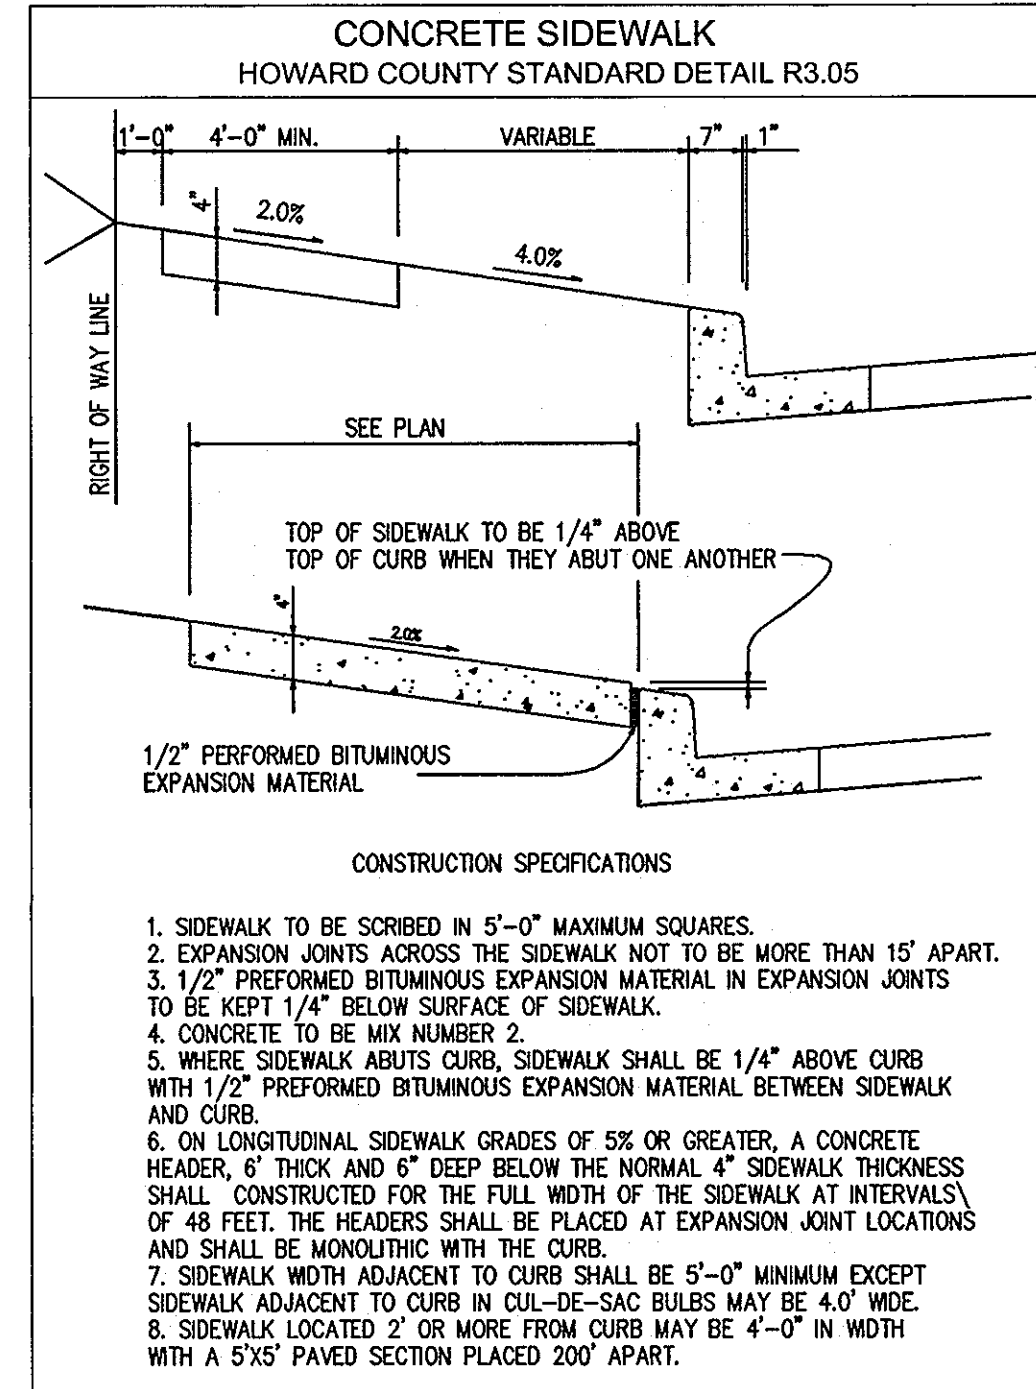 CONCRETE SIDEWALK
HOWARD COUNTY STANDARD DETAIL R3.05
1'-0" 4'-0" MIN. VARIABLE 7" 1"
4"
2.0%
4.0%
RIGHT OF WAY LINE
SEE PLAN
TOP OF SIDEWALK TO BE 1/4" ABOVE
TOP OF CURB WHEN THEY ABUT ONE ANOTHER
4"
2.0%
1/2" PERFORMED BITUMINOUS
EXPANSION MATERIAL
CONSTRUCTION SPECIFICATIONS
1. SIDEWALK TO BE SCRIBED IN 5'-0" MAXIMUM SQUARES.
2. EXPANSION JOINTS ACROSS THE SIDEWALK NOT TO BE MORE THAN 15' APART.
3. 1/2" PREFORMED BITUMINOUS EXPANSION MATERIAL IN EXPANSION JOINTS
TO BE KEPT 1/4" BELOW SURFACE OF SIDEWALK.
4. CONCRETE TO BE MIX NUMBER 2.
5. WHERE SIDEWALK ABUTS CURB, SIDEWALK SHALL BE 1/4" ABOVE CURB
WITH 1/2" PREFORMED BITUMINOUS EXPANSION MATERIAL BETWEEN SIDEWALK
AND CURB.
6. ON LONGITUDINAL SIDEWALK GRADES OF 5% OR GREATER, A CONCRETE
HEADER, 6' THICK AND 6" DEEP BELOW THE NORMAL 4" SIDEWALK THICKNESS
SHALL CONSTRUCTED FOR THE FULL WIDTH OF THE SIDEWALK AT INTERVALS\
OF 48 FEET. THE HEADERS SHALL BE PLACED AT EXPANSION JOINT LOCATIONS
AND SHALL BE MONOLITHIC WITH THE CURB.
7. SIDEWALK WIDTH ADJACENT TO CURB SHALL BE 5'-0" MINIMUM EXCEPT
SIDEWALK ADJACENT TO CURB IN CUL-DE-SAC BULBS MAY BE 4.0' WIDE.
8. SIDEWALK LOCATED 2' OR MORE FROM CURB MAY BE 4'-0" IN WIDTH
WITH A 5'X5' PAVED SECTION PLACED 200' APART.